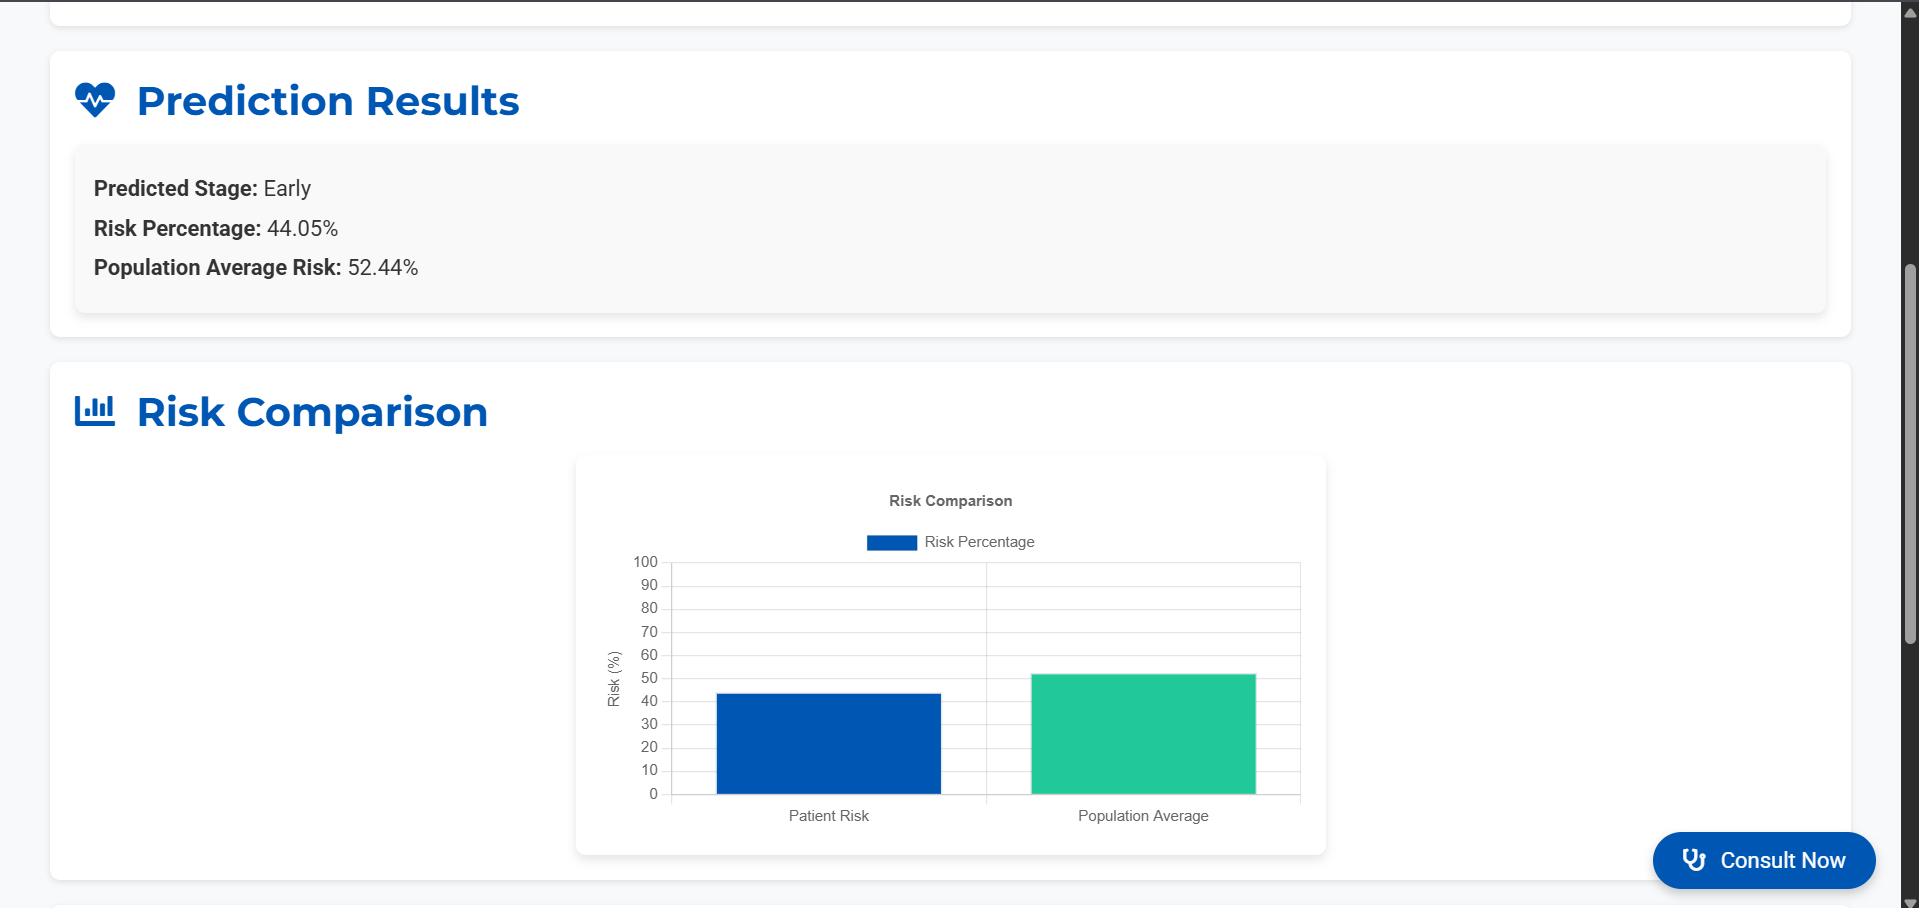 Prediction Results
Predicted Stage: Early
Risk Percentage: 44.05%
Population Average Risk: 52.44%
Risk Comparison
Risk Comparison
Risk Percentage
Risk (%)
100
90
80
70
60
50
40
30
20
10
0
Patient Risk
Population Average
Consult Now